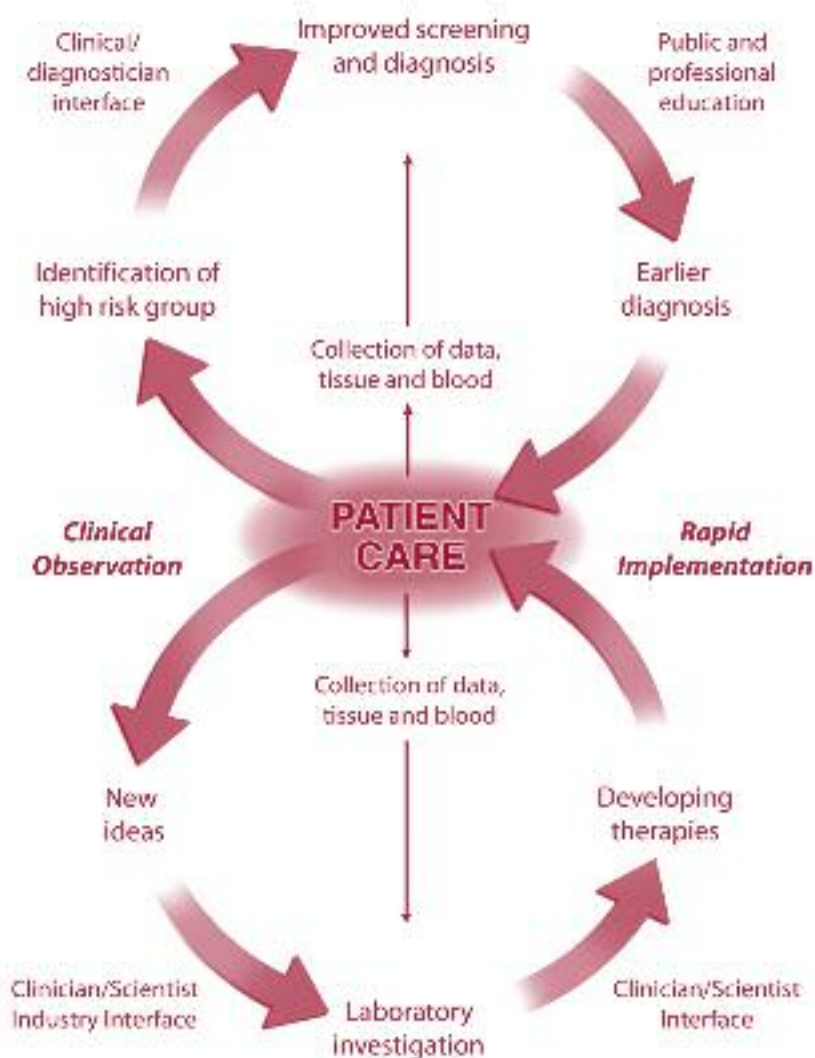 Clinical/
diagnostician
interface
Improved screening
and diagnosis
Public and
professional
education
Identification of
high risk group
Earlier
diagnosis
Collection of data,
tissue and blood
Clinical
Observation
PATIENT
CARE
Rapid
Implementation
Collection of data,
tissue and blood
New
ideas
Developing
therapies
Clinician/Scientist
Industry Interface
Laboratory
investigation
Clinician/Scientist
Interface